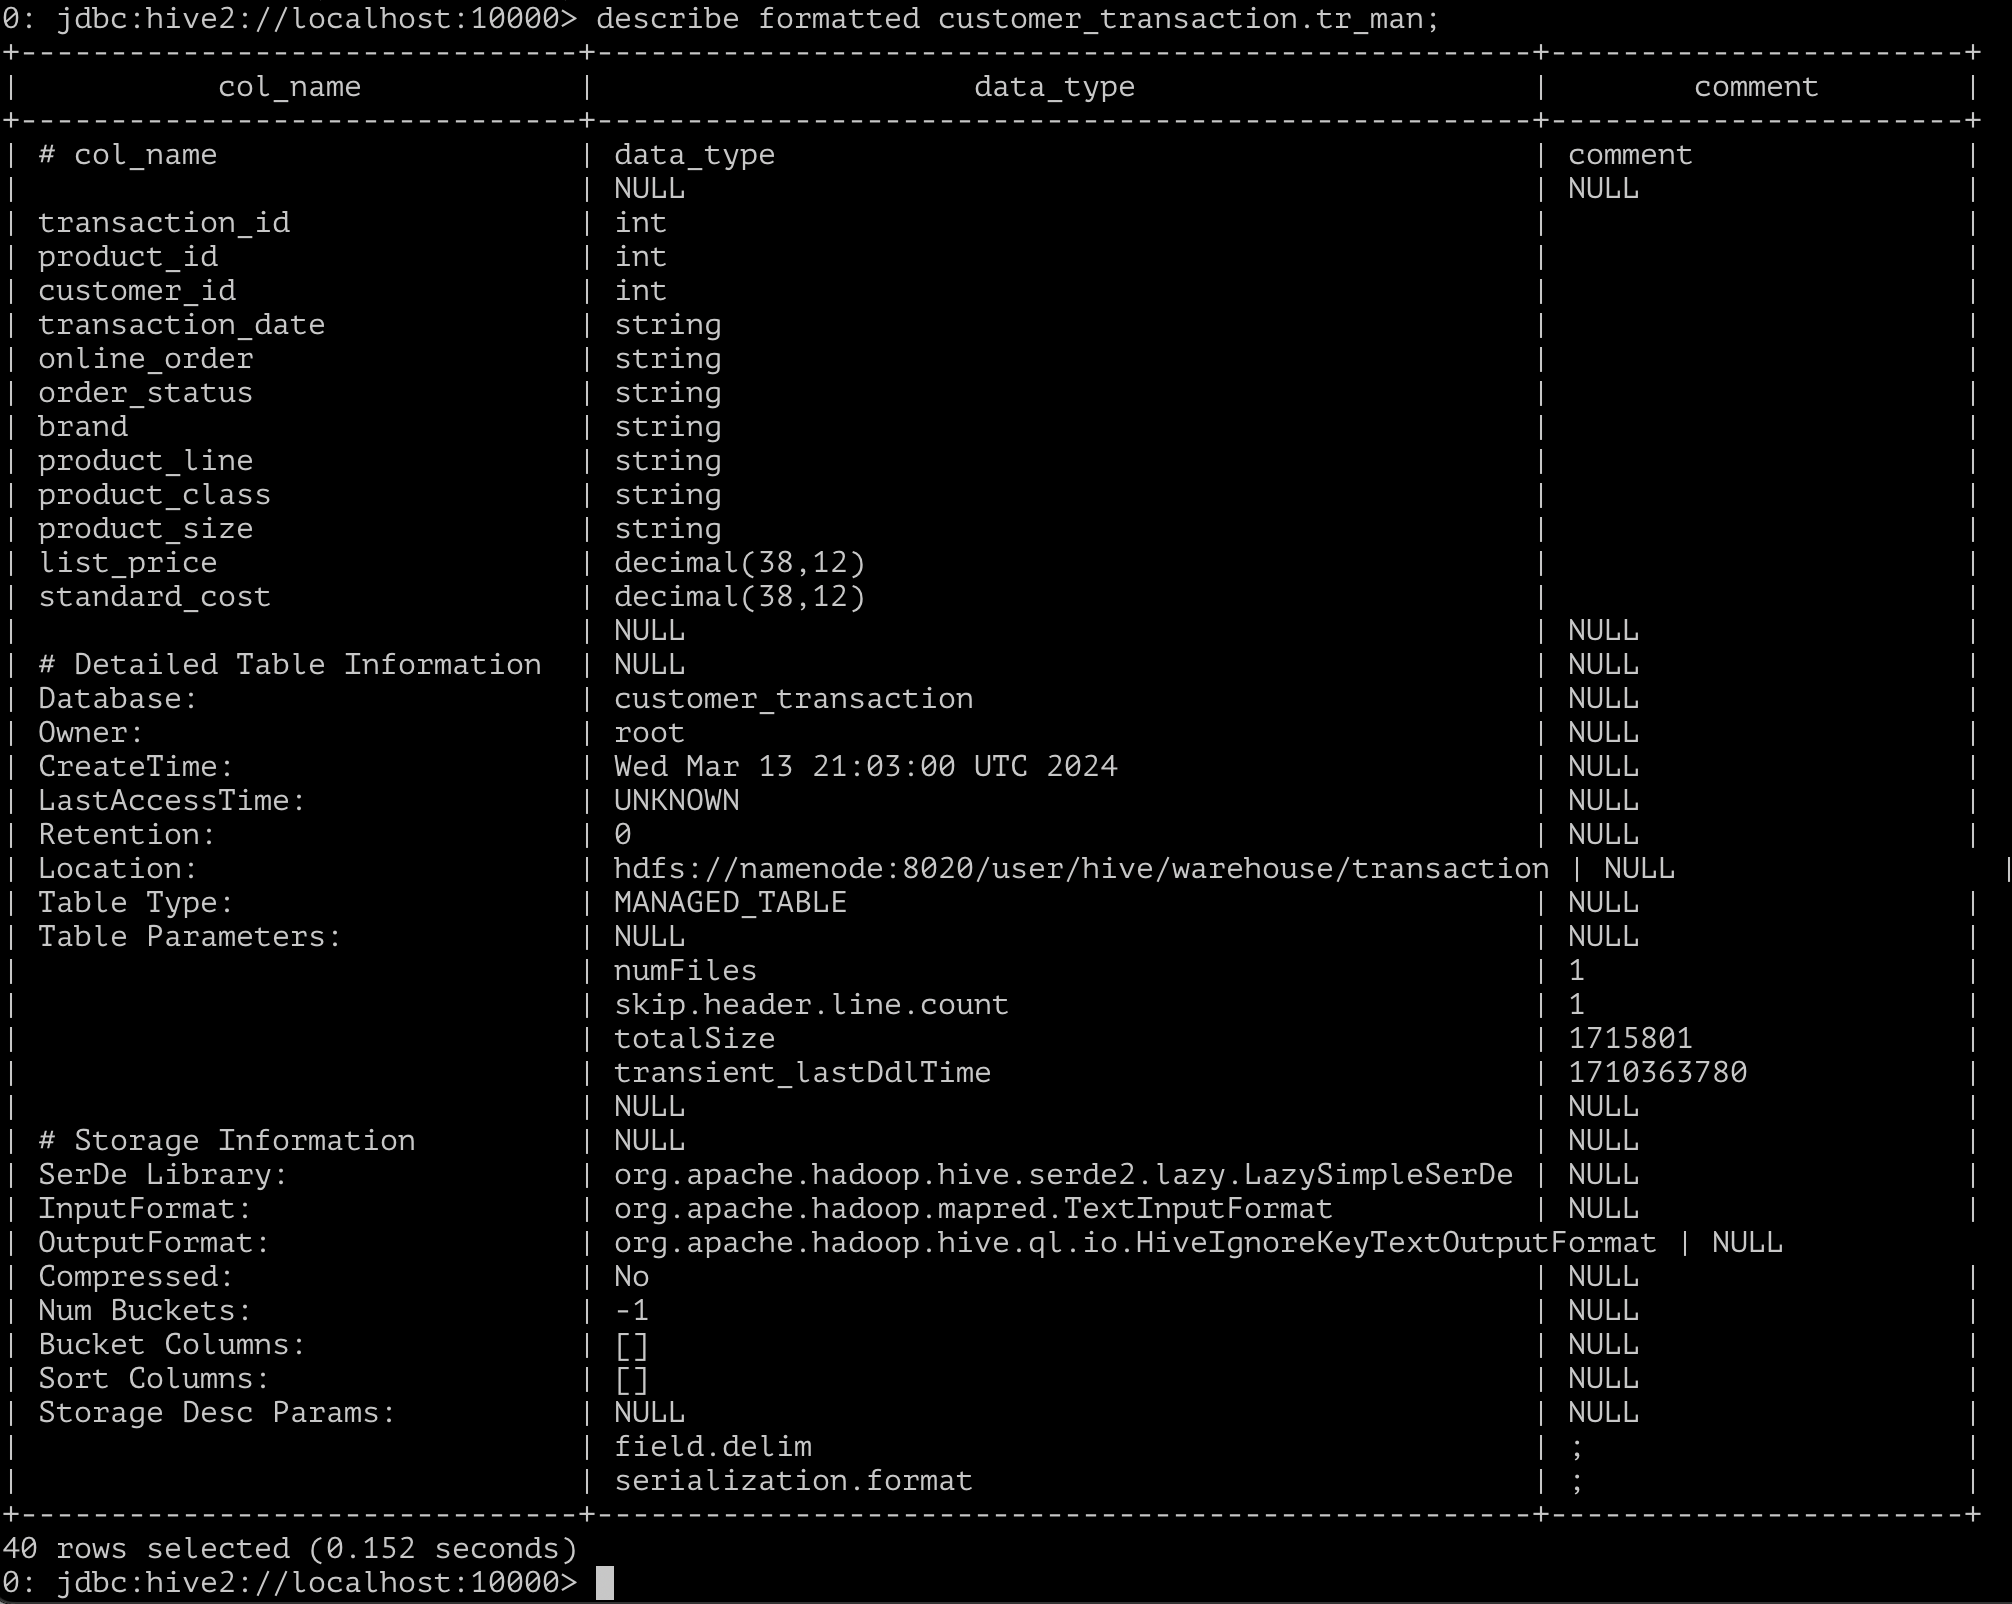 0: jdbc:hive2://localhost:10000> describe formatted customer_transaction.tr_man;
+-------------------------------+----------------------------------------------------+-----------------------+
|           col_name            |                     data_type                      |        comment        |
+-------------------------------+----------------------------------------------------+-----------------------+
| # col_name                    | data_type                                          | comment               |
|                               | NULL                                               | NULL                  |
| transaction_id                | int                                                |                       |
| product_id                    | int                                                |                       |
| customer_id                   | int                                                |                       |
| transaction_date              | string                                             |                       |
| online_order                  | string                                             |                       |
| order_status                  | string                                             |                       |
| brand                         | string                                             |                       |
| product_line                  | string                                             |                       |
| product_class                 | string                                             |                       |
| product_size                  | string                                             |                       |
| list_price                    | decimal(38,12)                                     |                       |
| standard_cost                 | decimal(38,12)                                     |                       |
|                               | NULL                                               | NULL                  |
| # Detailed Table Information  | NULL                                               | NULL                  |
| Database:                     | customer_transaction                               | NULL                  |
| Owner:                        | root                                               | NULL                  |
| CreateTime:                   | Wed Mar 13 21:03:00 UTC 2024                       | NULL                  |
| LastAccessTime:               | UNKNOWN                                            | NULL                  |
| Retention:                    | 0                                                  | NULL                  |
| Location:                     | hdfs://namenode:8020/user/hive/warehouse/transaction | NULL                  |
| Table Type:                   | MANAGED_TABLE                                      | NULL                  |
| Table Parameters:             | NULL                                               | NULL                  |
|                               | numFiles                                           | 1                     |
|                               | skip.header.line.count                             | 1                     |
|                               | totalSize                                          | 1715801               |
|                               | transient_lastDdlTime                              | 1710363780            |
|                               | NULL                                               | NULL                  |
| # Storage Information         | NULL                                               | NULL                  |
| SerDe Library:                | org.apache.hadoop.hive.serde2.lazy.LazySimpleSerDe | NULL                  |
| InputFormat:                  | org.apache.hadoop.mapred.TextInputFormat           | NULL                  |
| OutputFormat:                 | org.apache.hadoop.hive.ql.io.HiveIgnoreKeyTextOutputFormat | NULL
| Compressed:                   | No                                                 | NULL                  |
| Num Buckets:                  | -1                                                 | NULL                  |
| Bucket Columns:               | []                                                 | NULL                  |
| Sort Columns:                 | []                                                 | NULL                  |
| Storage Desc Params:          | NULL                                               | NULL                  |
|                               | field.delim                                        | ;                     |
|                               | serialization.format                               | ;                     |
+-------------------------------+----------------------------------------------------+-----------------------+
40 rows selected (0.152 seconds)
0: jdbc:hive2://localhost:10000>